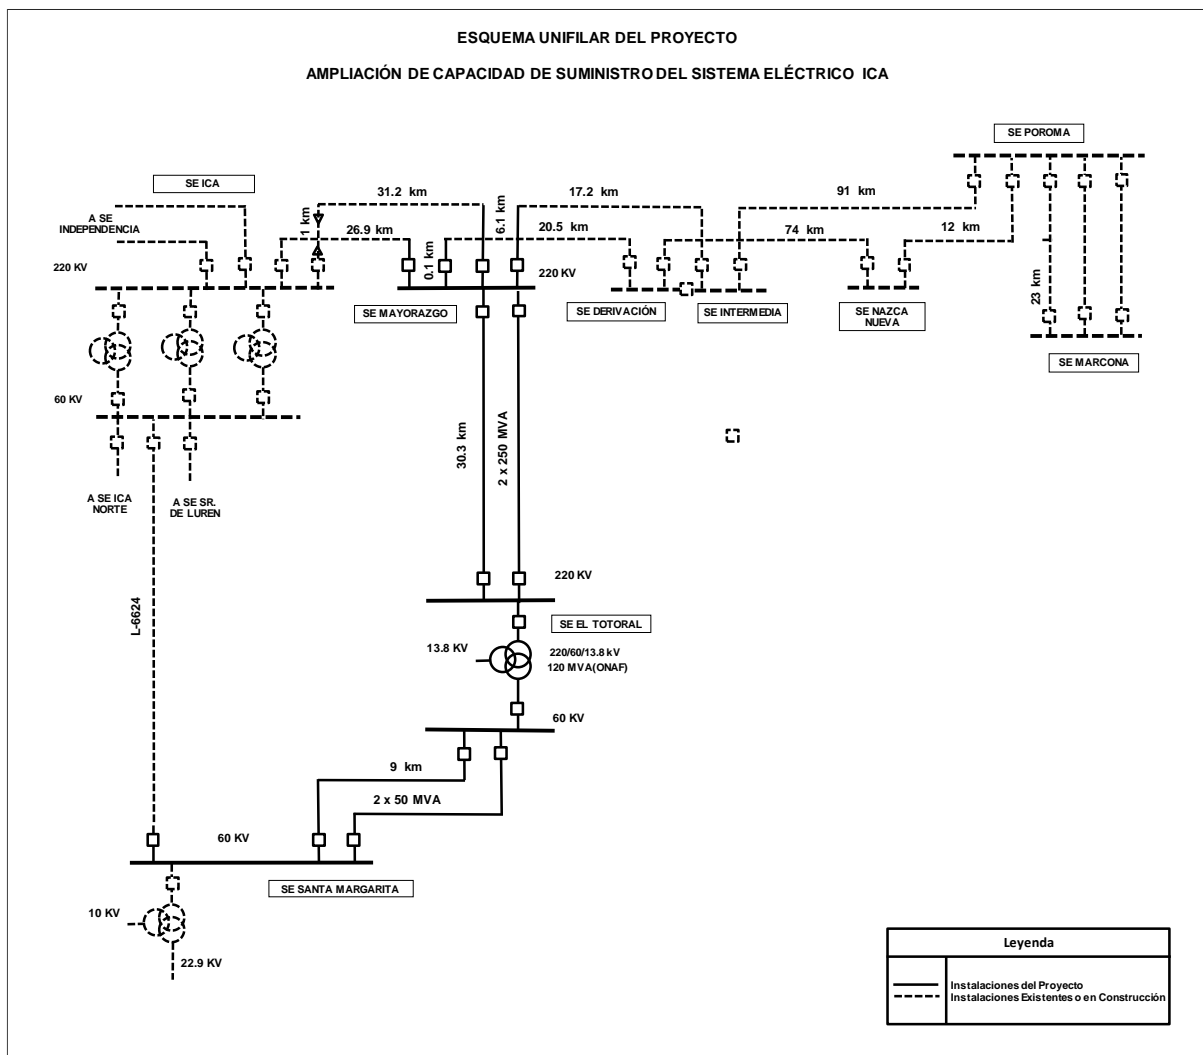 ESQUEMA UNIFILAR DEL PROYECTO
AMPLIACIÓN DE CAPACIDAD DE SUMINISTRO DEL SISTEMA ELÉCTRICO ICA
SE POROMA
SE ICA
31.2 km
17.2 km
91 km
A SE
INDEPENDENCIA
1 km
26.9 km
0.1 km
6.1 km
20.5 km
74 km
12 km
220 KV
220 KV
23 km
SE MAYORAZGO
SE DERIVACIÓN
SE INTERMEDIA
SE NAZCA
NUEVA
SE MARCONA
60 KV
30.3 km
2 x 250 MVA
A SE ICA
NORTE
A SE SR.
DE LUREN
L-6624
220 KV
SE EL TOTORAL
13.8 KV
220/60/13.8 kV
120 MVA(ONAF)
60 KV
9 km
2 x 50 MVA
60 KV
SE SANTA MARGARITA
10 KV
22.9 KV
Leyenda
Instalaciones del Proyecto
Instalaciones Existentes o en Construcción